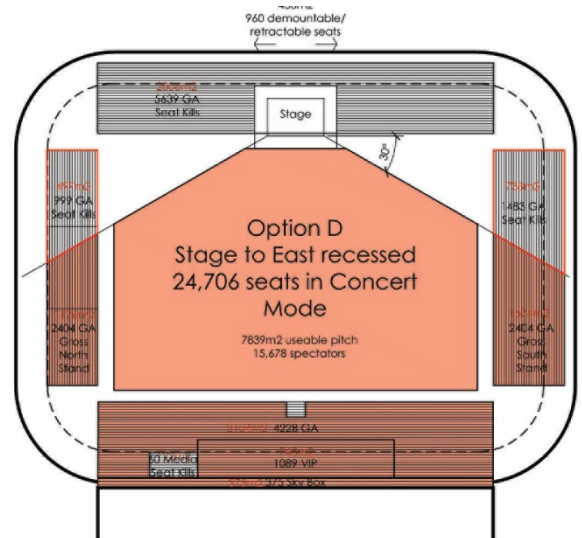 960 demountable/
retractable seats
5639 GA
Seat Kills
Stage
30°
999 GA
Seat Kills
1483 GA
Seat Kills
Option D
Stage to East recessed
24,706 seats in Concert
Mode
7839m2 useable pitch
15,678 spectators
2404 GA
Gross
North
Stand
2404 GA
Gross
South
Stand
4228 GA
1089 VIP
Media
Seat Kills
375 Sky Box